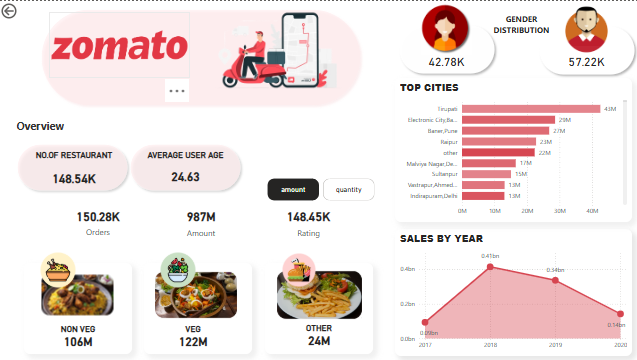 zomato
GENDER
DISTRIBUTION
42.78K
57.22K
Overview
NO.OF RESTAURANT
148.54K
AVERAGE USER AGE
24.63
amount
quantity
150.28K
Orders
987M
Amount
148.45K
Rating
NON VEG
106M
VEG
122M
OTHER
24M
TOP CITIES
Tirupati
43M
Electronic City,Ba...
29M
Baner,Pune
27M
Raipur
23M
other
22M
Malviya Nagar,De...
17M
Sultanpur
15M
Vastrapur,Ahmed...
13M
Indirapuram,Delhi
13M
0M 10M 20M 30M 40M
SALES BY YEAR
0.4bn
0.2bn
0.0bn
0.41bn
0.34bn
0.14bn
2017 2018 2019 2020